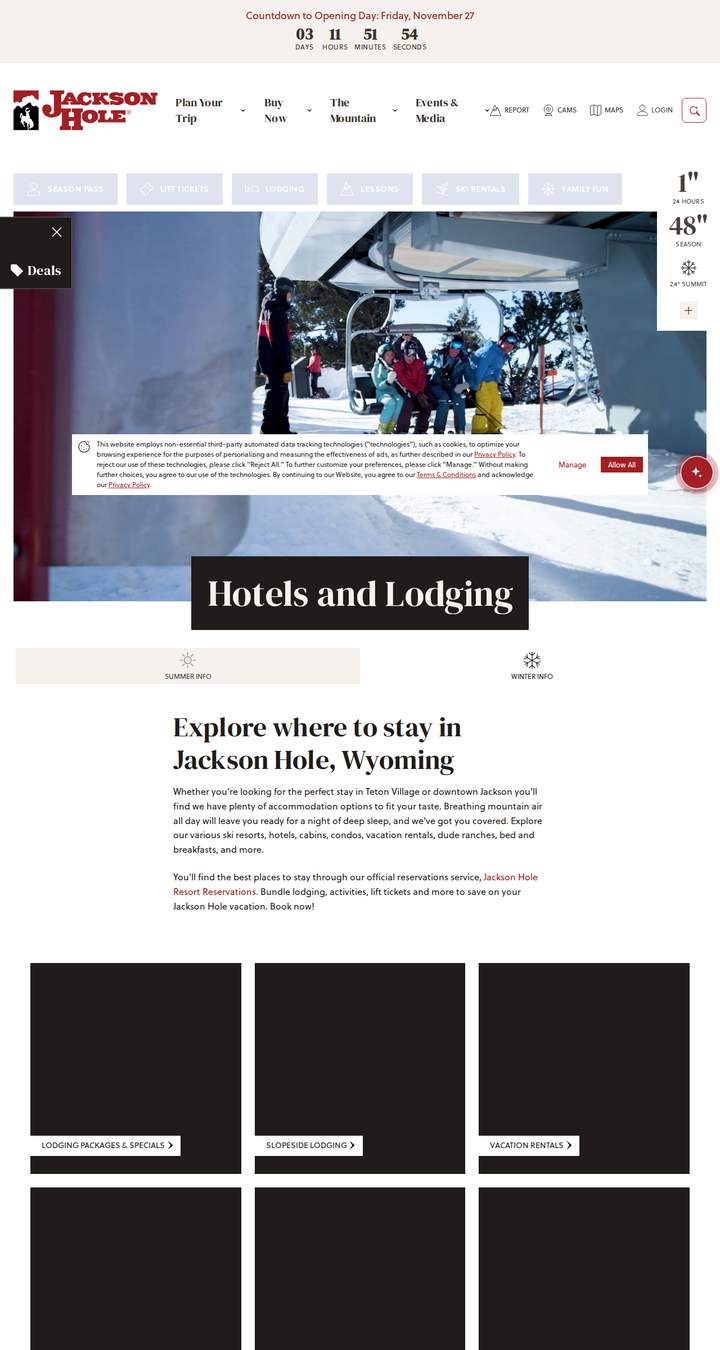 Countdown to Opening Day: Friday, November 27
03 11 51 54
DAYS HOURS MINUTES SECONDS
JACKSON HOLE®
Plan Your Trip
Buy Now
The Mountain
Events & Media
REPORT
CAMS
MAPS
LOGIN
SEASON PASS
LIFT TICKETS
LODGING
LESSONS
SKI RENTALS
FAMILY FUN
1"
24 HOURS
48"
SEASON
24° SUMMIT
Deals
This website employs non-essential third-party automated data tracking technologies ("technologies"), such as cookies, to optimize your
browsing experience for the purposes of personalizing and measuring the effectiveness of ads, as further described in our Privacy Policy. To
reject our use of these technologies, please click "Reject All." To further customize your preferences, please click "Manage." Without making
further choices, you agree to our use of the technologies. By continuing to our Website, you agree to our Terms & Conditions and acknowledge
our Privacy Policy.
Manage
Allow All
Hotels and Lodging
SUMMER INFO
WINTER INFO
Explore where to stay in
Jackson Hole, Wyoming
Whether you're looking for the perfect stay in Teton Village or downtown Jackson you'll
find we have plenty of accommodation options to fit your taste. Breathing mountain air
all day will leave you ready for a night of deep sleep, and we've got you covered. Explore
our various ski resorts, hotels, cabins, condos, vacation rentals, dude ranches, bed and
breakfasts, and more.
You'll find the best places to stay through our official reservations service, Jackson Hole
Resort Reservations. Bundle lodging, activities, lift tickets and more to save on your
Jackson Hole vacation. Book now!
LODGING PACKAGES & SPECIALS
SLOPESIDE LODGING
VACATION RENTALS